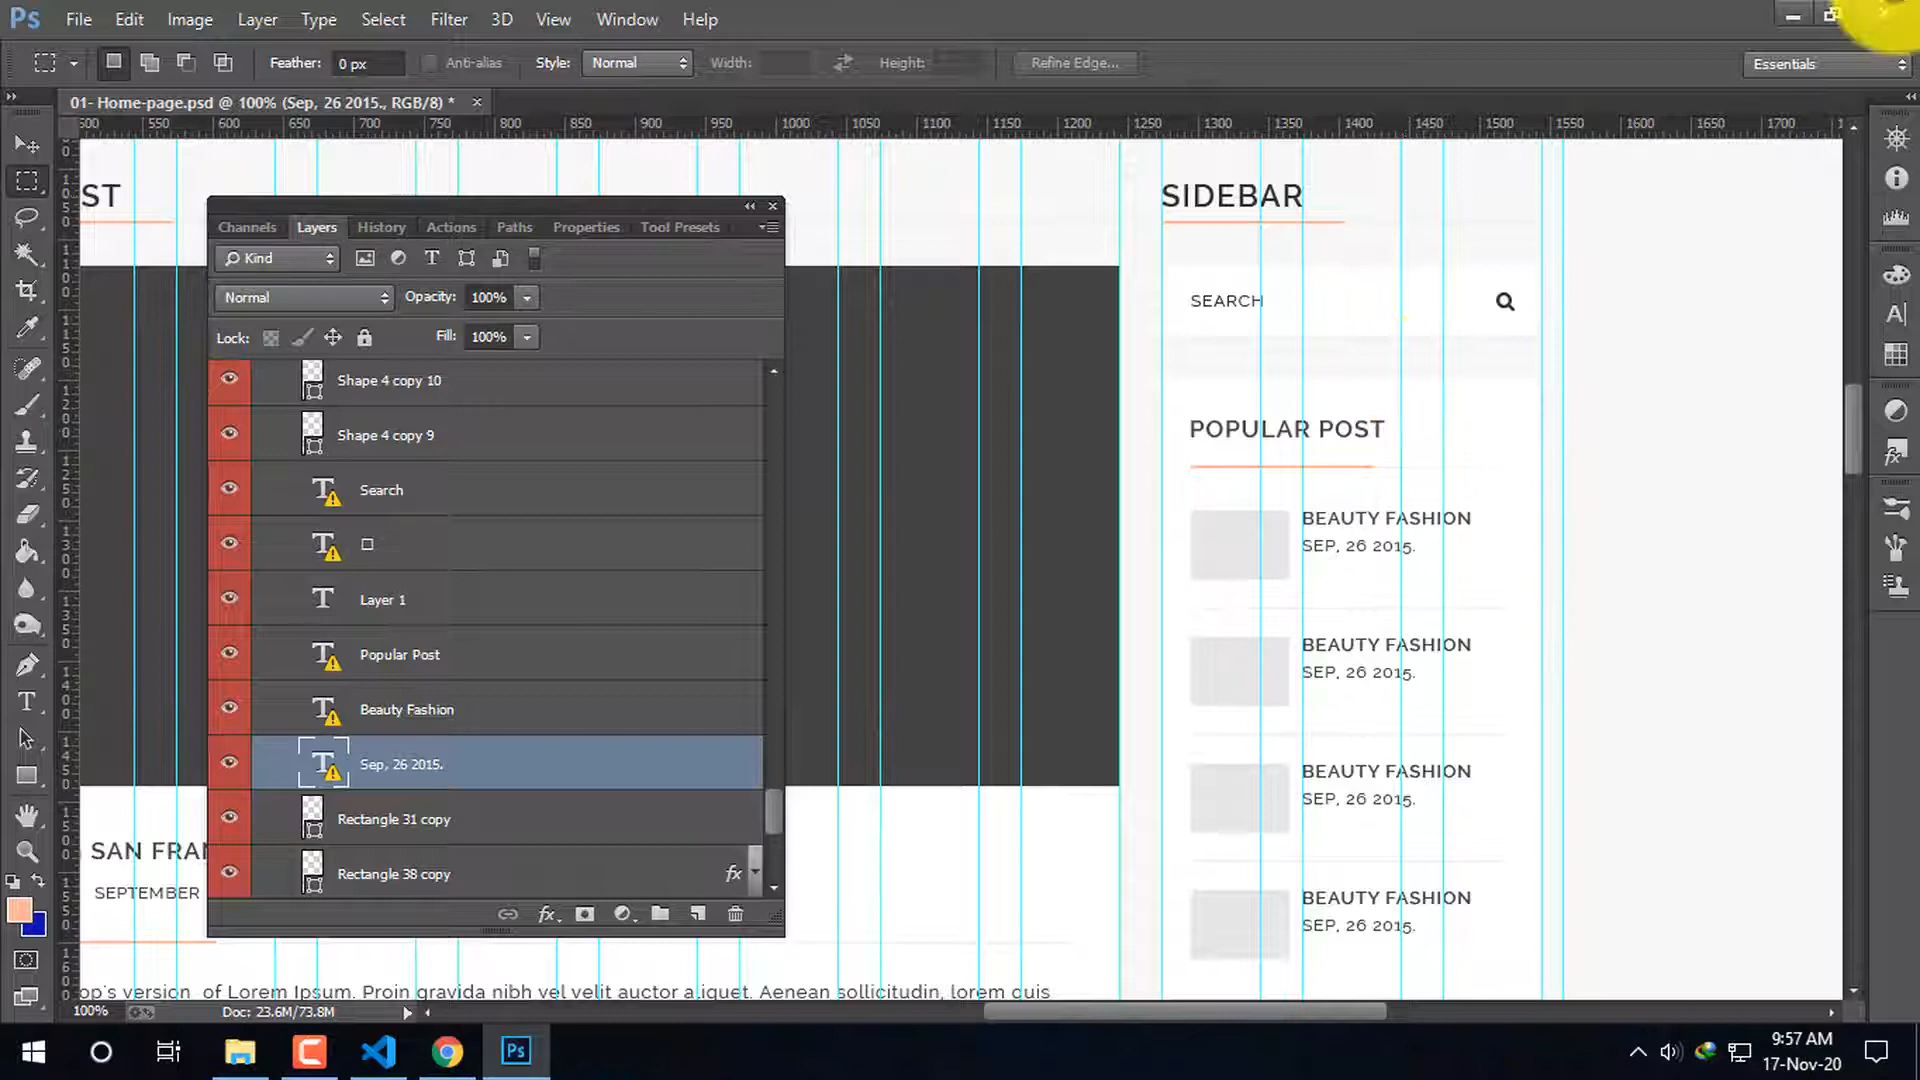 Ps File Edit Image Layer Type Select Filter 3D View Window Help
Feather: 0 px Anti-alias Style: Normal Width: Height: Refine Edge... Essentials
01- Home-page.psd @ 100% (Sep, 26 2015., RGB/8) * ×
500 550 600 650 700 750 800 850 900 950 1000 1050 1100 1150 1200 1250 1300 1350 1400 1450 1500 1550 1600 1650 1700
ST
Channels Layers History Actions Paths Properties Tool Presets
Kind
Normal Opacity: 100%
Lock: Fill: 100%
Shape 4 copy 10
Shape 4 copy 9
Search
Layer 1
Popular Post
Beauty Fashion
Sep, 26 2015.
Rectangle 31 copy
Rectangle 38 copy fx
fx
SIDEBAR
SEARCH
POPULAR POST
BEAUTY FASHION
SEP, 26 2015.
BEAUTY FASHION
SEP, 26 2015.
BEAUTY FASHION
SEP, 26 2015.
BEAUTY FASHION
SEP, 26 2015.
SAN FRAN
SEPTEMBER
op's version of Lorem Ipsum. Proin gravida nibh vel velit auctor aliquet. Aenean sollicitudin, lorem quis
100% Doc: 23.6M/73.8M
Ps
9:57 AM
17-Nov-20